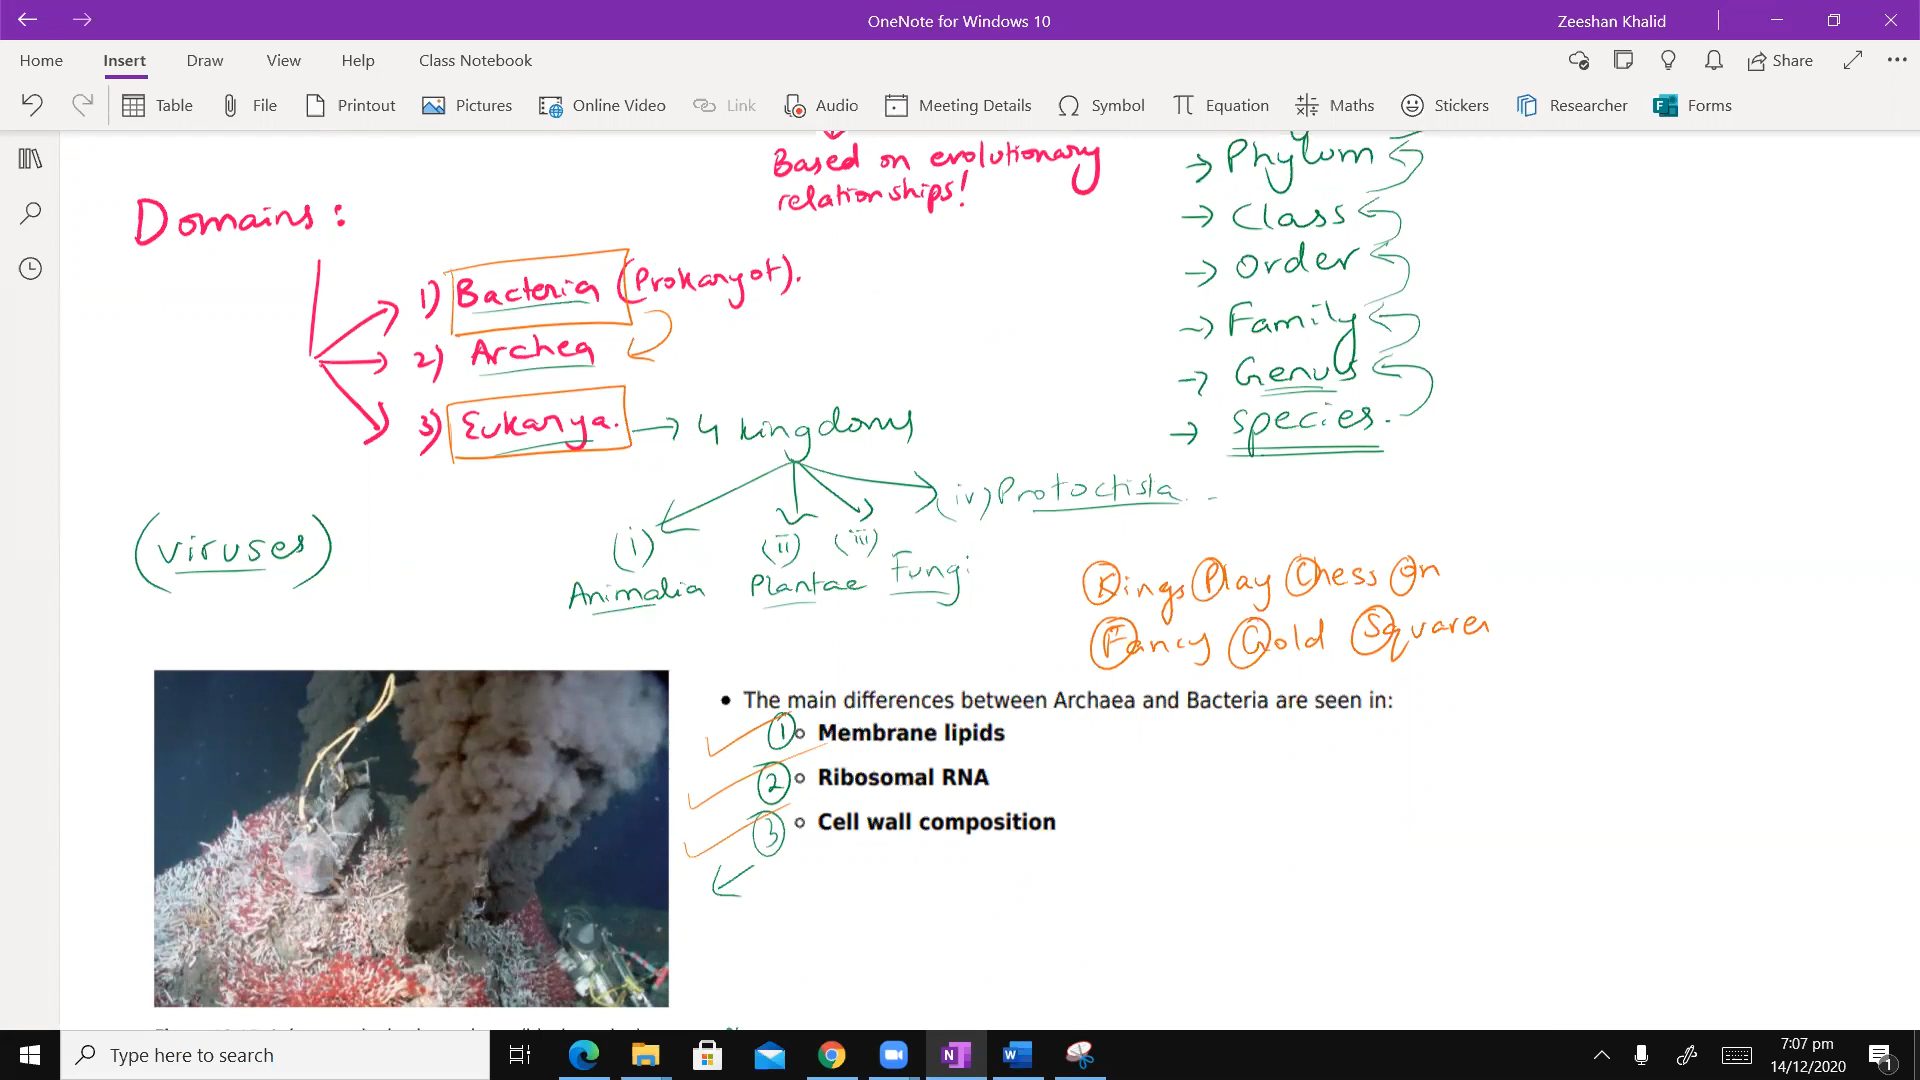 OneNote for Windows 10
Zeeshan Khalid
Home Insert Draw View Help Class Notebook
Share
Table File Printout Pictures Online Video Link Audio Meeting Details Symbol Equation Maths Stickers Researcher Forms
Based on evolutionary
relationships!
→ Phylum
→ Class
→ Order
→ Family
→ Genus
→ species.
Domains:
1) Bacteria (Prokaryot).
2) Archea
3) Eukarya. → 4 kingdoms
(i) Animalia
(ii) Plantae
(iii) Fungi
(iv) Protoctista
(viruses)
Kings Play Chess On
Fancy Gold Squares
• The main differences between Archaea and Bacteria are seen in:
① Membrane lipids
② Ribosomal RNA
③ Cell wall composition
Type here to search
7:07 pm
14/12/2020
1